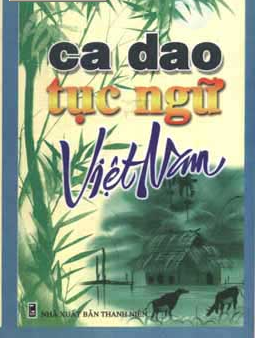 ca dao
tục ngữ
Việt Nam
NHÀ XUẤT BẢN THANH NIÊN